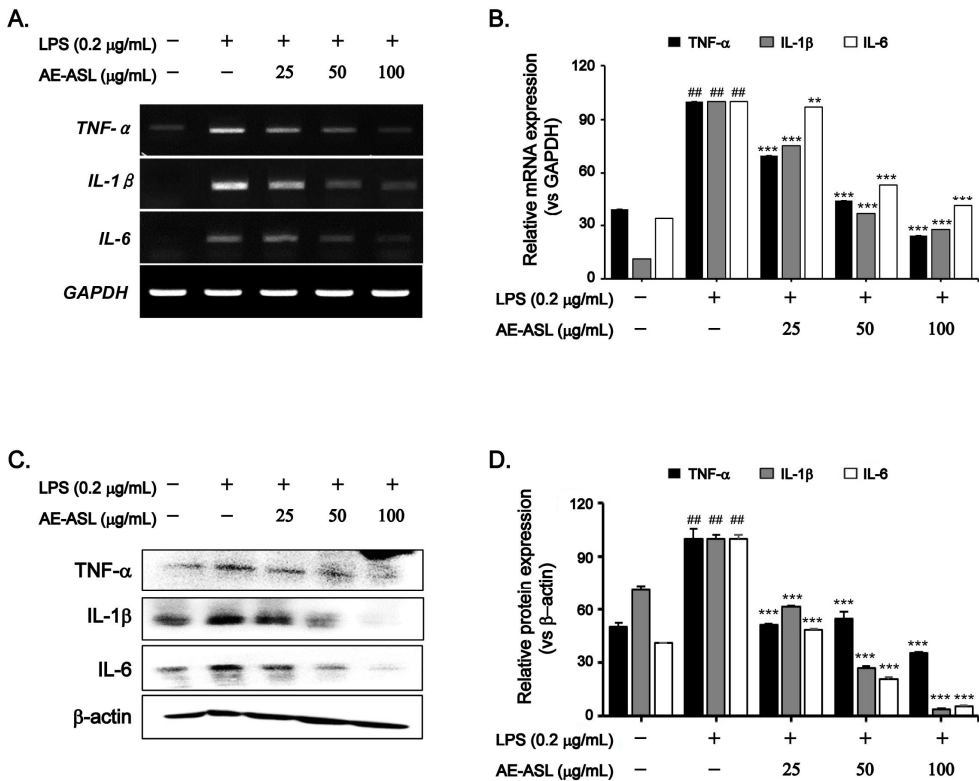 A.
LPS (0.2 μg/mL) – + + + +
AE-ASL (μg/mL) – – 25 50 100
TNF- α
IL-1 β
IL-6
GAPDH
B.
TNF-α IL-1β IL-6
Relative mRNA expression
(vs GAPDH)
120
90
60
30
0
## ## ##
*** *** **
*** *** ***
*** *** ***
LPS (0.2 μg/mL) – + + + +
AE-ASL (μg/mL) – – 25 50 100
C.
LPS (0.2 μg/mL) – + + + +
AE-ASL (μg/mL) – – 25 50 100
TNF-α
IL-1β
IL-6
β-actin
D.
TNF-α IL-1β IL-6
Relative protein expression
(vs β–actin)
120
90
60
30
0
## ## ##
*** *** ***
*** *** ***
*** *** ***
LPS (0.2 μg/mL) – + + + +
AE-ASL (μg/mL) – – 25 50 100